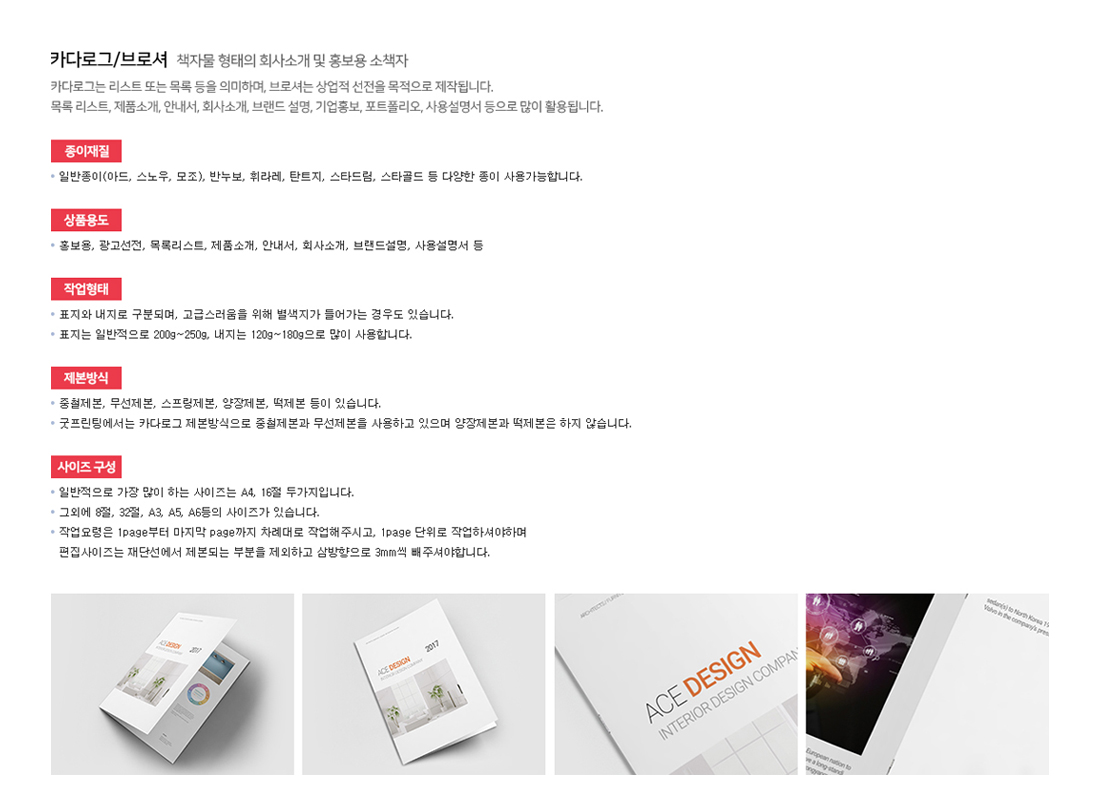 카다로그/브로셔 책자물 형태의 회사소개 및 홍보용 소책자
카다로그는 리스트 또는 목록 등을 의미하며, 브로셔는 상업적 선전을 목적으로 제작됩니다.
목록 리스트, 제품소개, 안내서, 회사소개, 브랜드 설명, 기업홍보, 포트폴리오, 사용설명서 등으로 많이 활용됩니다.
종이재질
• 일반종이(아드, 스노우, 모조), 반누보, 휘라레, 탄트지, 스타드림, 스타골드 등 다양한 종이 사용가능합니다.
상품용도
• 홍보용, 광고선전, 목록리스트, 제품소개, 안내서, 회사소개, 브랜드설명, 사용설명서 등
작업형태
• 표지와 내지로 구분되며, 고급스러움을 위해 별색지가 들어가는 경우도 있습니다.
• 표지는 일반적으로 200g~250g, 내지는 120g~180g으로 많이 사용합니다.
제본방식
• 중철제본, 무선제본, 스프링제본, 양장제본, 떡제본 등이 있습니다.
• 굿프린팅에서는 카다로그 제본방식으로 중철제본과 무선제본을 사용하고 있으며 양장제본과 떡제본은 하지 않습니다.
사이즈 구성
• 일반적으로 가장 많이 하는 사이즈는 A4, 16절 두가지입니다.
• 그외에 8절, 32절, A3, A5, A6등의 사이즈가 있습니다.
• 작업요령은 1page부터 마지막 page까지 차례대로 작업해주시고, 1page 단위로 작업하셔야하며
편집사이즈는 재단선에서 제본되는 부분을 제외하고 삼방향으로 3mm씩 빼주셔야합니다.
ACE DESIGN
2017
ACE DESIGN
INTERIOR DESIGN COMPANY
2017
ACE DESIGN
INTERIOR DESIGN COMPAN
sedan(s) to North Korea
Volvo in the company's
European nation to